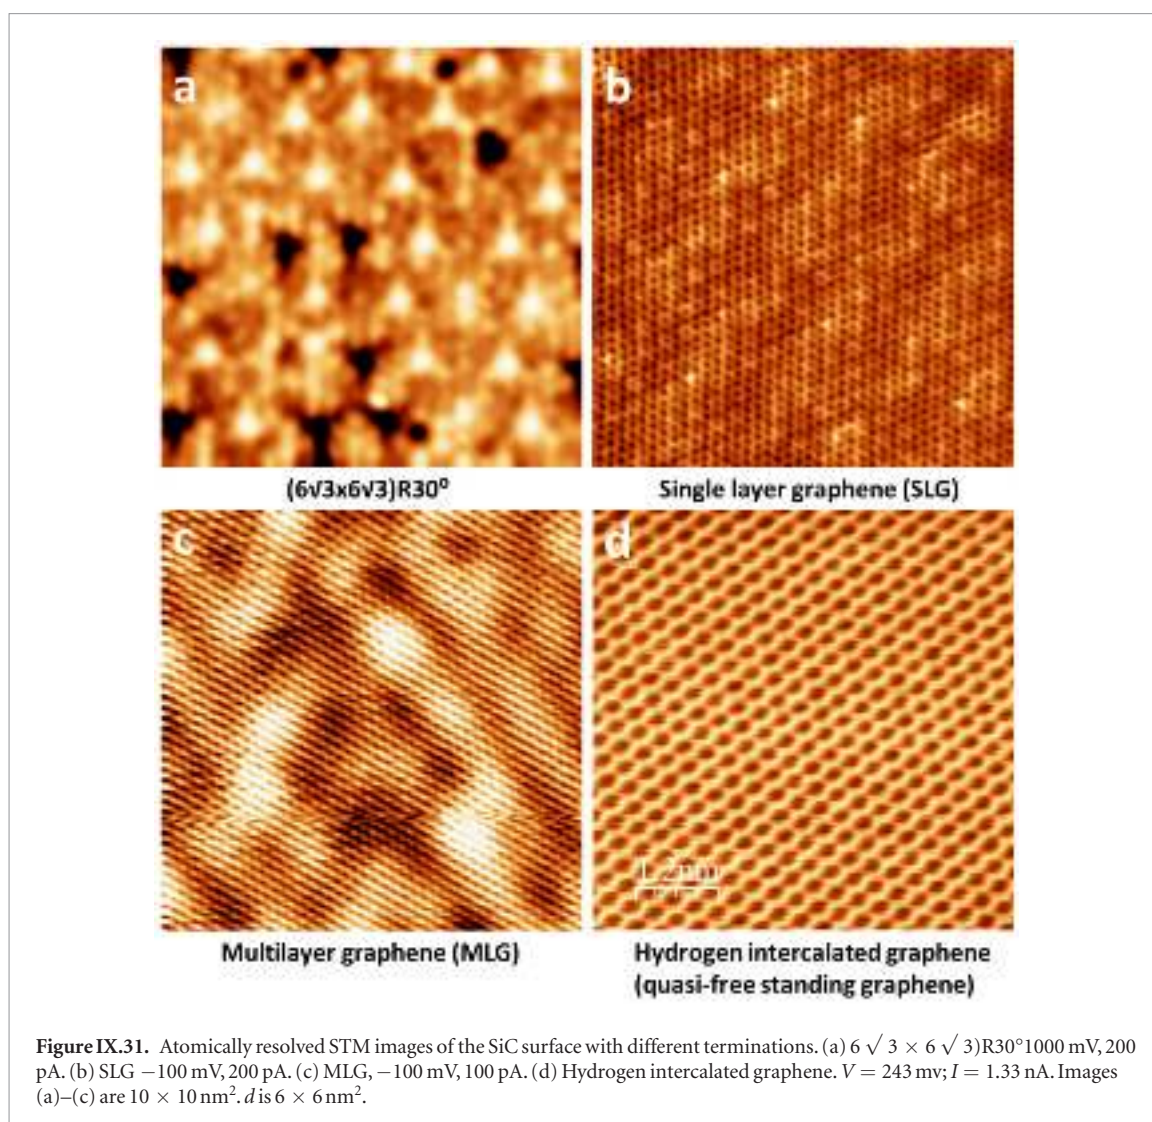 a
b
(6√3x6√3)R30⁰
Single layer graphene (SLG)
c
d
1.2nm
Multilayer graphene (MLG)
Hydrogen intercalated graphene
(quasi-free standing graphene)
Figure IX.31. Atomically resolved STM images of the SiC surface with different terminations. (a) 6 √ 3 × 6 √ 3)R30°1000 mV, 200
pA. (b) SLG −100 mV, 200 pA. (c) MLG, −100 mV, 100 pA. (d) Hydrogen intercalated graphene. V = 243 mv; I = 1.33 nA. Images
(a)–(c) are 10 × 10 nm². d is 6 × 6 nm².